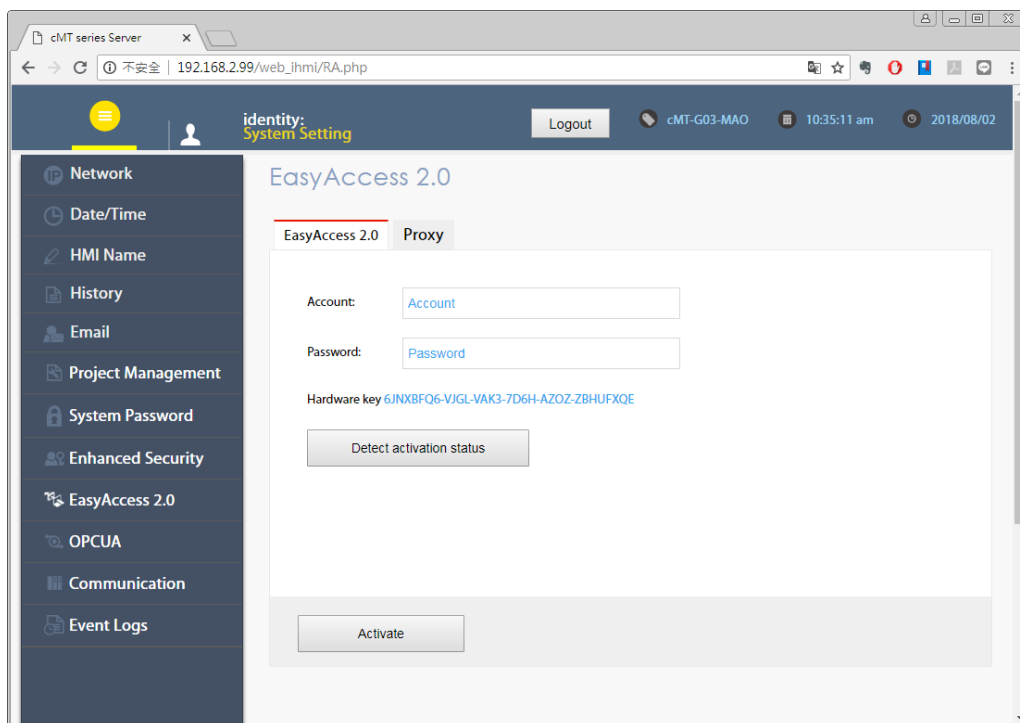 cMT series Server
不安全 | 192.168.2.99/web_ihmi/RA.php
identity:
System Setting
Logout
cMT-G03-MAO
10:35:11 am
2018/08/02
Network
Date/Time
HMI Name
History
Email
Project Management
System Password
Enhanced Security
EasyAccess 2.0
OPCUA
Communication
Event Logs
EasyAccess 2.0
EasyAccess 2.0
Proxy
Account:
Account
Password:
Password
Hardware key 6JNXBFQ6-VJGL-VAK3-7D6H-AZOZ-ZBHUFXQE
Detect activation status
Activate